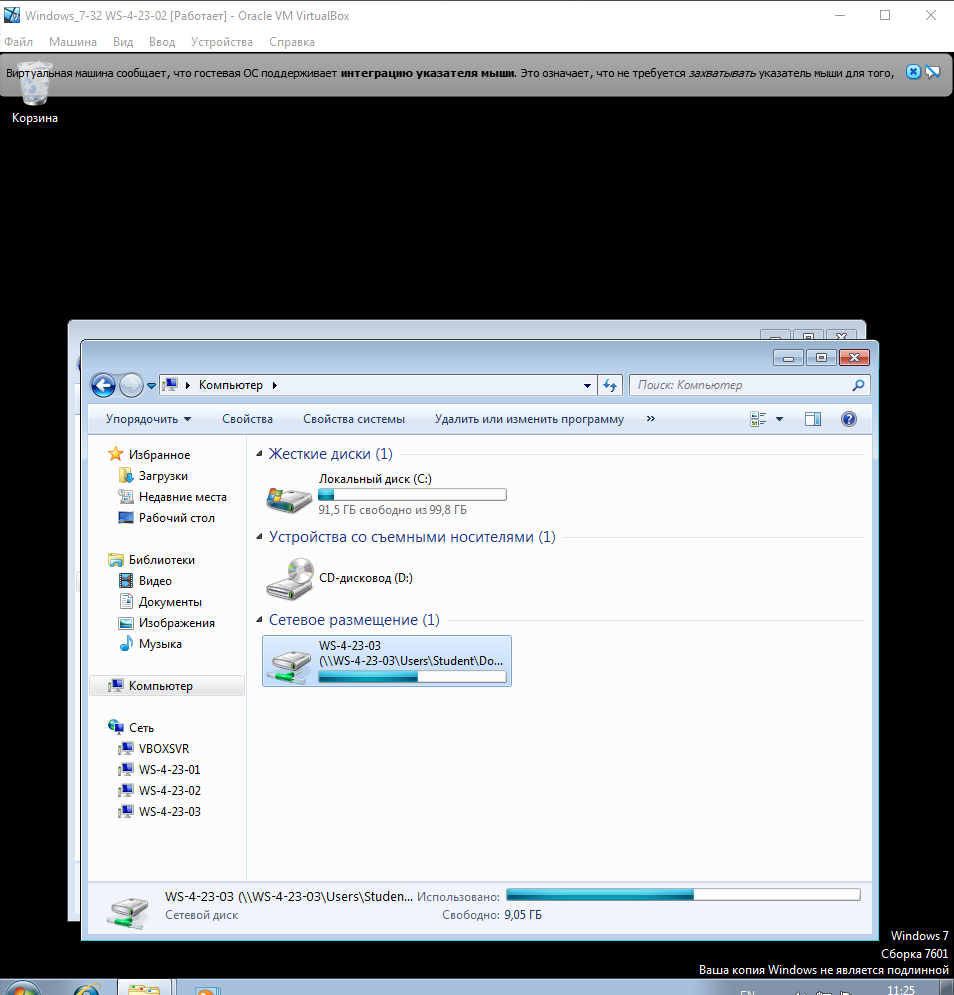 Windows_7-32 WS-4-23-02 [Работает] - Oracle VM VirtualBox
Файл Машина Вид Ввод Устройства Справка
Виртуальная машина сообщает, что гостевая ОС поддерживает интеграцию указателя мыши. Это означает, что не требуется захватывать указатель мыши для того,
Корзина
Компьютер
Поиск: Компьютер
Упорядочить Свойства Свойства системы Удалить или изменить программу »
Избранное
Загрузки
Недавние места
Рабочий стол
Библиотеки
Видео
Документы
Изображения
Музыка
Компьютер
Сеть
VBOXSVR
WS-4-23-01
WS-4-23-02
WS-4-23-03
Жесткие диски (1)
Локальный диск (C:)
91,5 ГБ свободно из 99,8 ГБ
Устройства со съемными носителями (1)
CD-дисковод (D:)
Сетевое размещение (1)
WS-4-23-03
(\\WS-4-23-03\Users\Student\Do...
WS-4-23-03 (\\WS-4-23-03\Users\Studen... Использовано:
Сетевой диск Свободно: 9,05 ГБ
Windows 7
Сборка 7601
Ваша копия Windows не является подлинной
EN 11:25